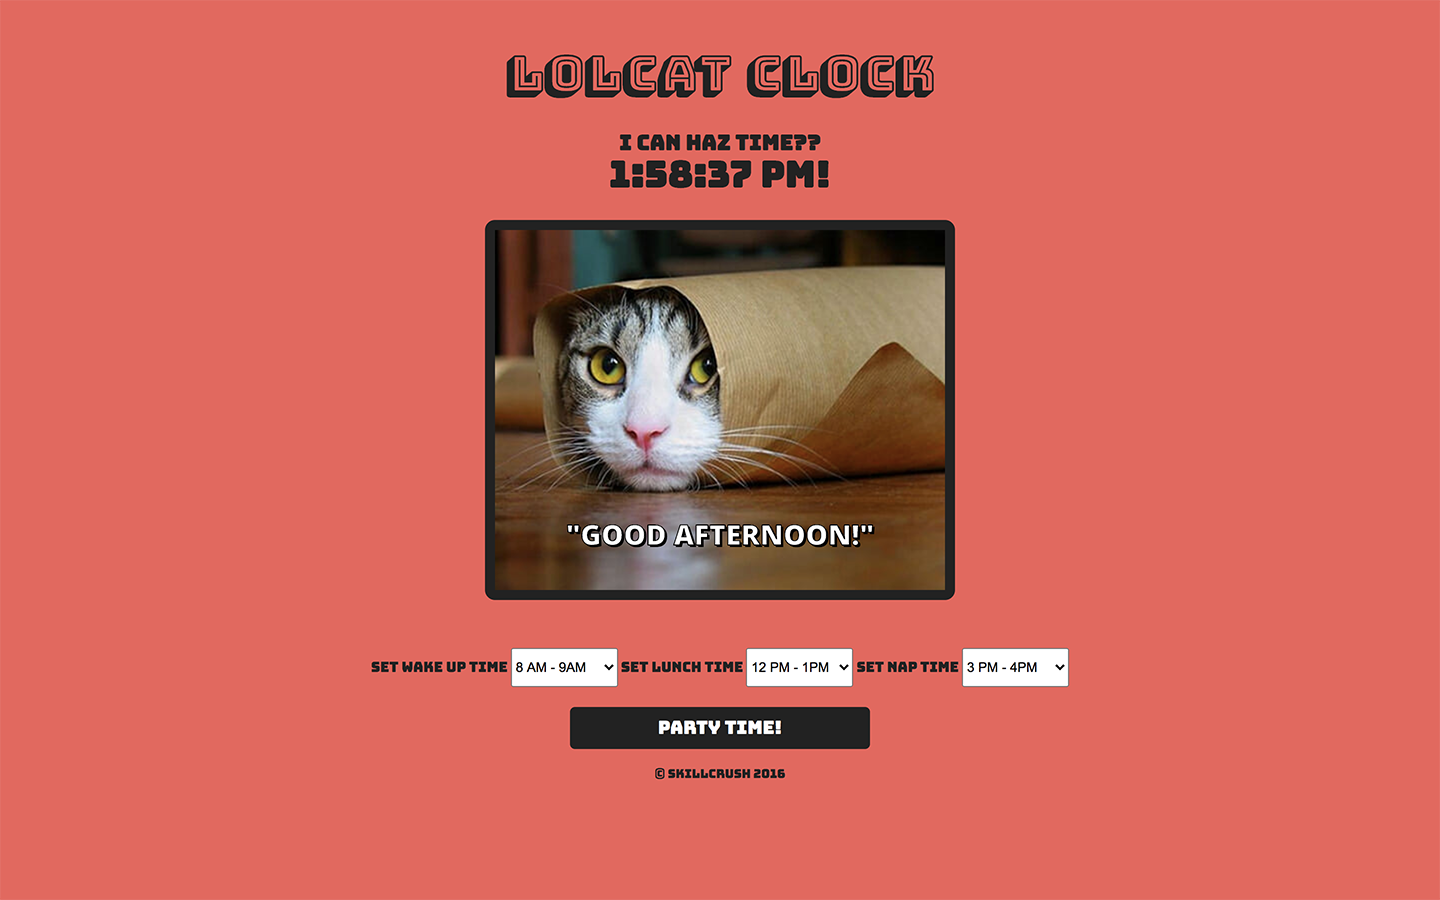 LOLCAT CLOCK
I CAN HAZ TIME??
1:58:37 PM!
"GOOD AFTERNOON!"
SET WAKE UP TIME 8 AM - 9AM SET LUNCH TIME 12 PM - 1PM SET NAP TIME 3 PM - 4PM
PARTY TIME!
© SKILLCRUSH 2016